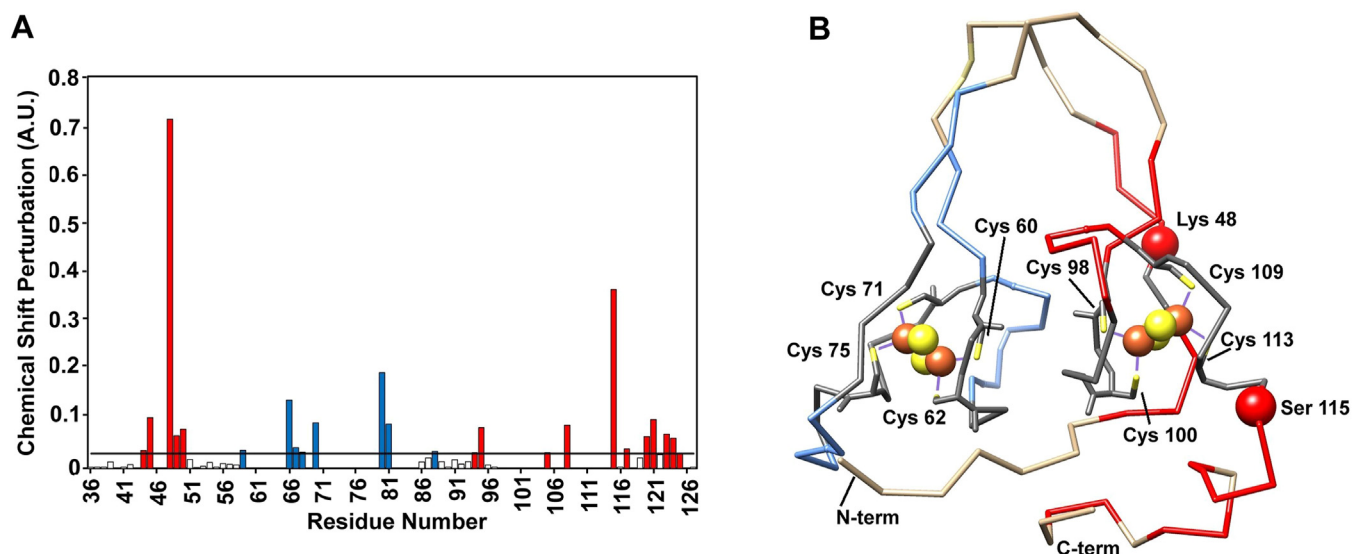 A
Chemical Shift Perturbation (A.U.)
0.8
0.7
0.6
0.5
0.4
0.3
0.2
0.1
0
36 41 46 51 56 61 66 71 76 81 86 91 96 101 106 111 116 121 126
Residue Number
B
Cys 60
Lys 48
Cys 98
Cys 109
Cys 71
Cys 75
Cys 113
Cys 62
Ser 115
Cys 100
N-term
C-term